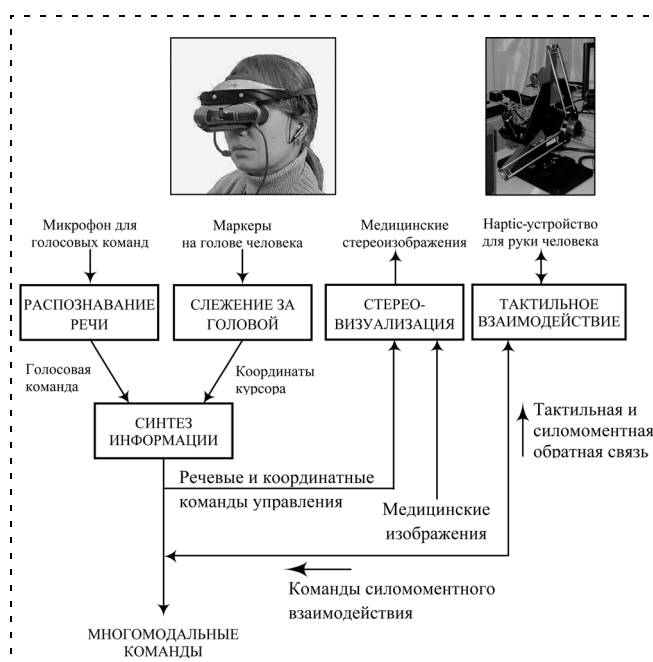 Микрофон для
голосовых команд
Маркеры
на голове человека
Медицинские
стереоизображения
Haptic-устройство
для руки человека
РАСПОЗНАВАНИЕ
РЕЧИ
СЛЕЖЕНИЕ ЗА
ГОЛОВОЙ
СТЕРЕО-
ВИЗУАЛИЗАЦИЯ
ТАКТИЛЬНОЕ
ВЗАИМОДЕЙСТВИЕ
Голосовая
команда
Координаты
курсора
СИНТЕЗ
ИНФОРМАЦИИ
Тактильная и
силомоментная
обратная связь
Речевые и координатные
команды управления
Медицинские
изображения
Команды силомоментного
взаимодействия
МНОГОМОДАЛЬНЫЕ
КОМАНДЫ